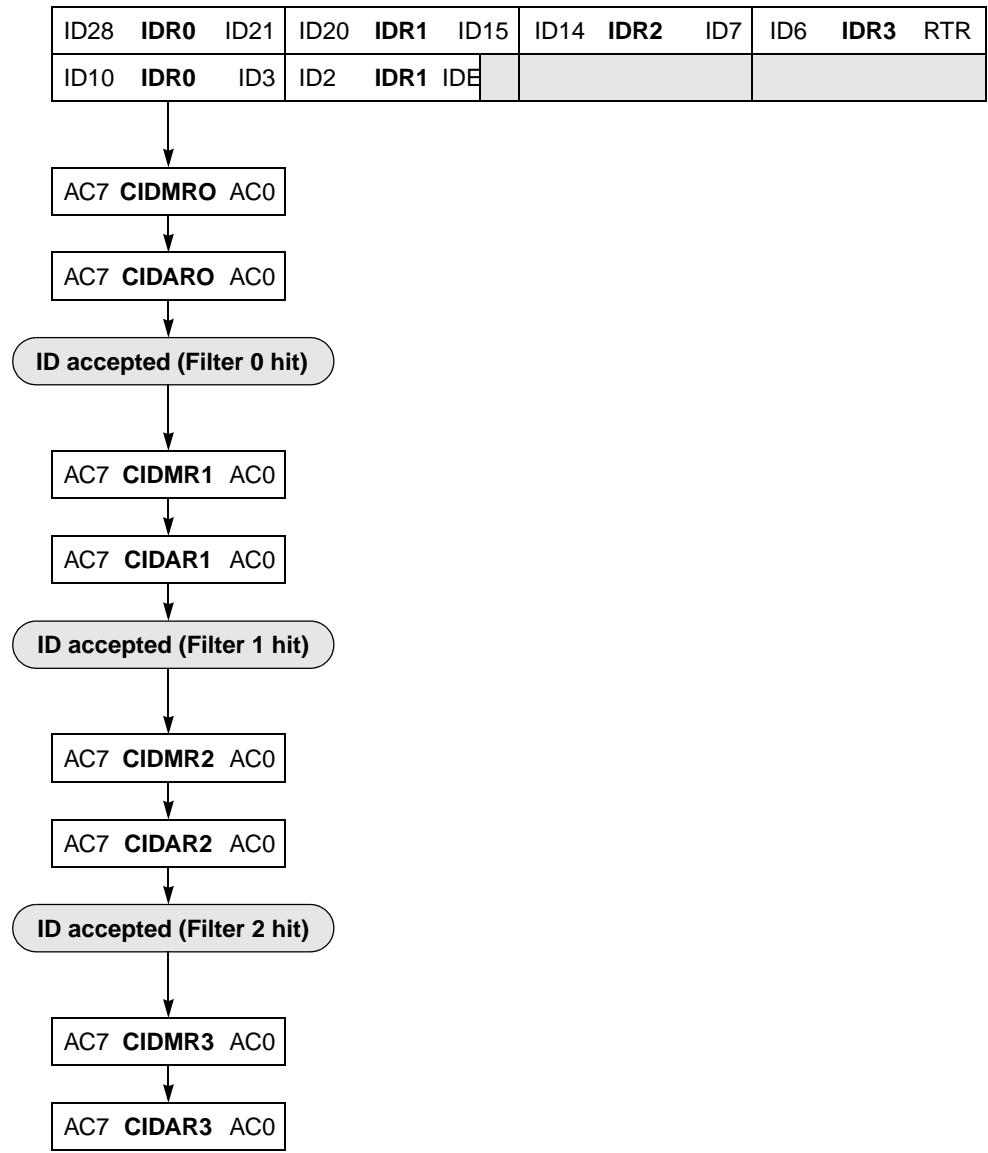 ID28 IDR0 ID21 ID20 IDR1 ID15 ID14 IDR2 ID7 ID6 IDR3 RTR
ID10 IDR0 ID3 ID2 IDR1 IDE
AC7 CIDMRO AC0
AC7 CIDARO AC0
ID accepted (Filter 0 hit)
AC7 CIDMR1 AC0
AC7 CIDAR1 AC0
ID accepted (Filter 1 hit)
AC7 CIDMR2 AC0
AC7 CIDAR2 AC0
ID accepted (Filter 2 hit)
AC7 CIDMR3 AC0
AC7 CIDAR3 AC0